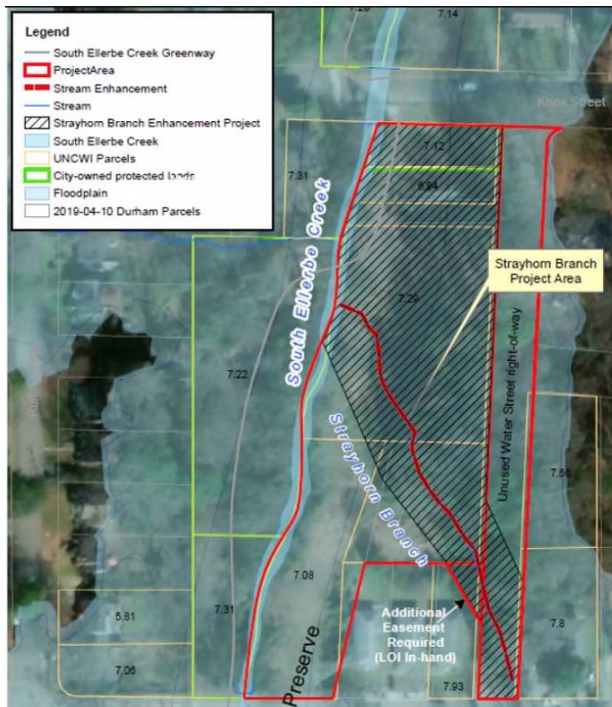 Legend
South Ellerbe Creek Greenway
ProjectArea
Stream Enhancement
Stream
Strayhorn Branch Enhancement Project
South Ellerbe Creek
UNCWI Parcels
City-owned protected lands
Floodplain
2019-04-10 Durham Parcels
7.14
Knox Street
7.12
7.31
6.94
Strayhorn Branch
Project Area
South Ellerbe Creek
7.29
7.22
Unused Water Street right-of-way
Strayhorn Branch
7.56
7.08
Additional
Easement
Required
(LOI In-hand)
5.81
7.31
7.8
7.06
Preserve
7.93